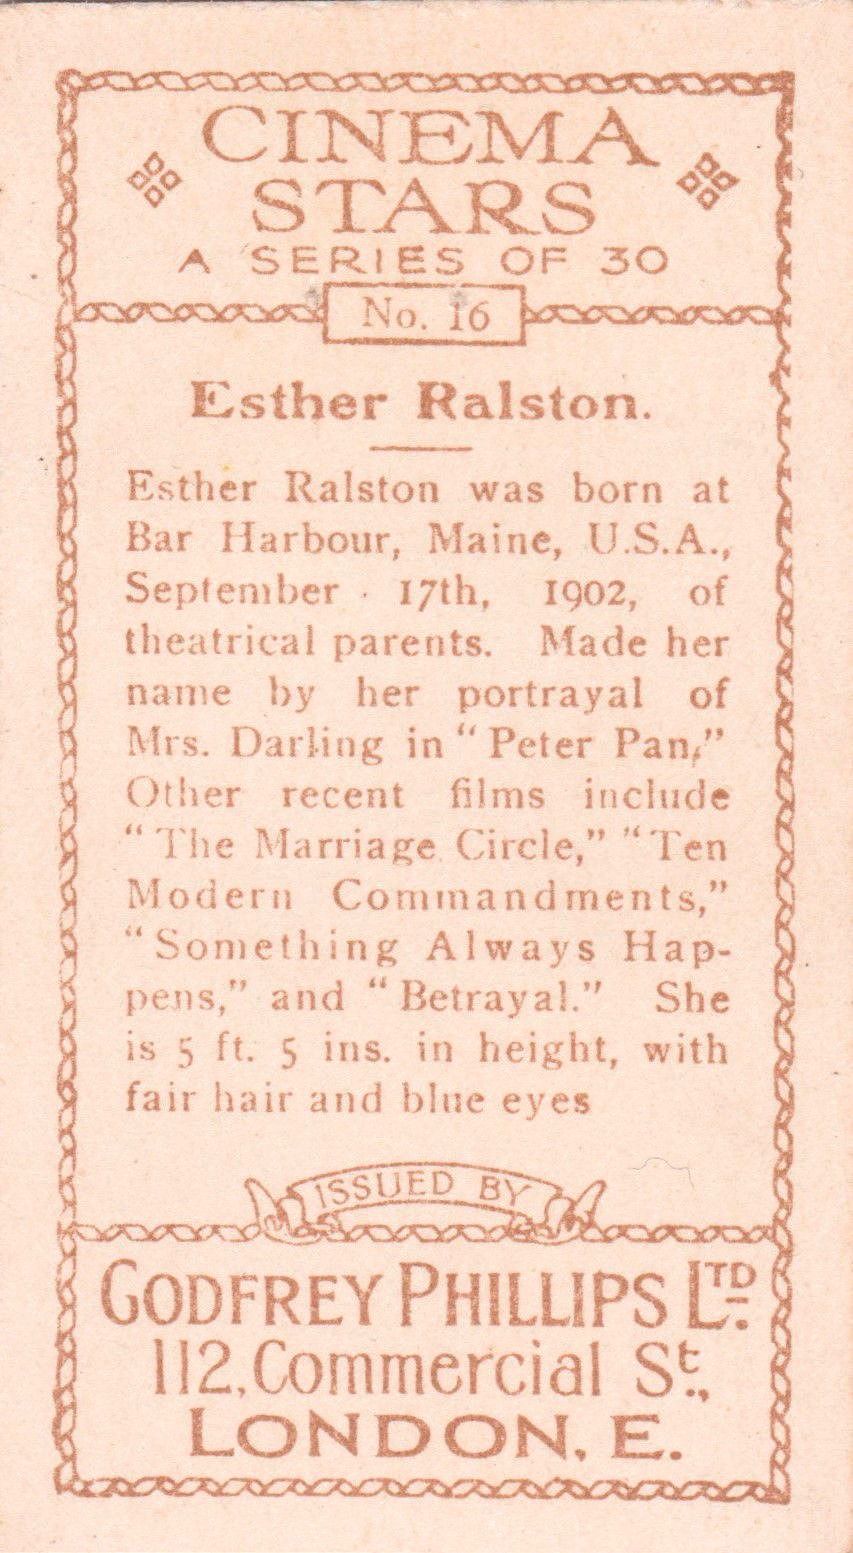 CINEMA
STARS
A SERIES OF 30
No. 16
Esther Ralston.
Esther Ralston was born at
Bar Harbour, Maine, U.S.A.,
September 17th, 1902, of
theatrical parents. Made her
name by her portrayal of
Mrs. Darling in "Peter Pan."
Other recent films include
"The Marriage Circle," "Ten
Modern Commandments,"
"Something Always Hap-
pens," and "Betrayal." She
is 5 ft. 5 ins. in height, with
fair hair and blue eyes
ISSUED BY
GODFREY PHILLIPS LTD.
112, Commercial St.,
LONDON, E.